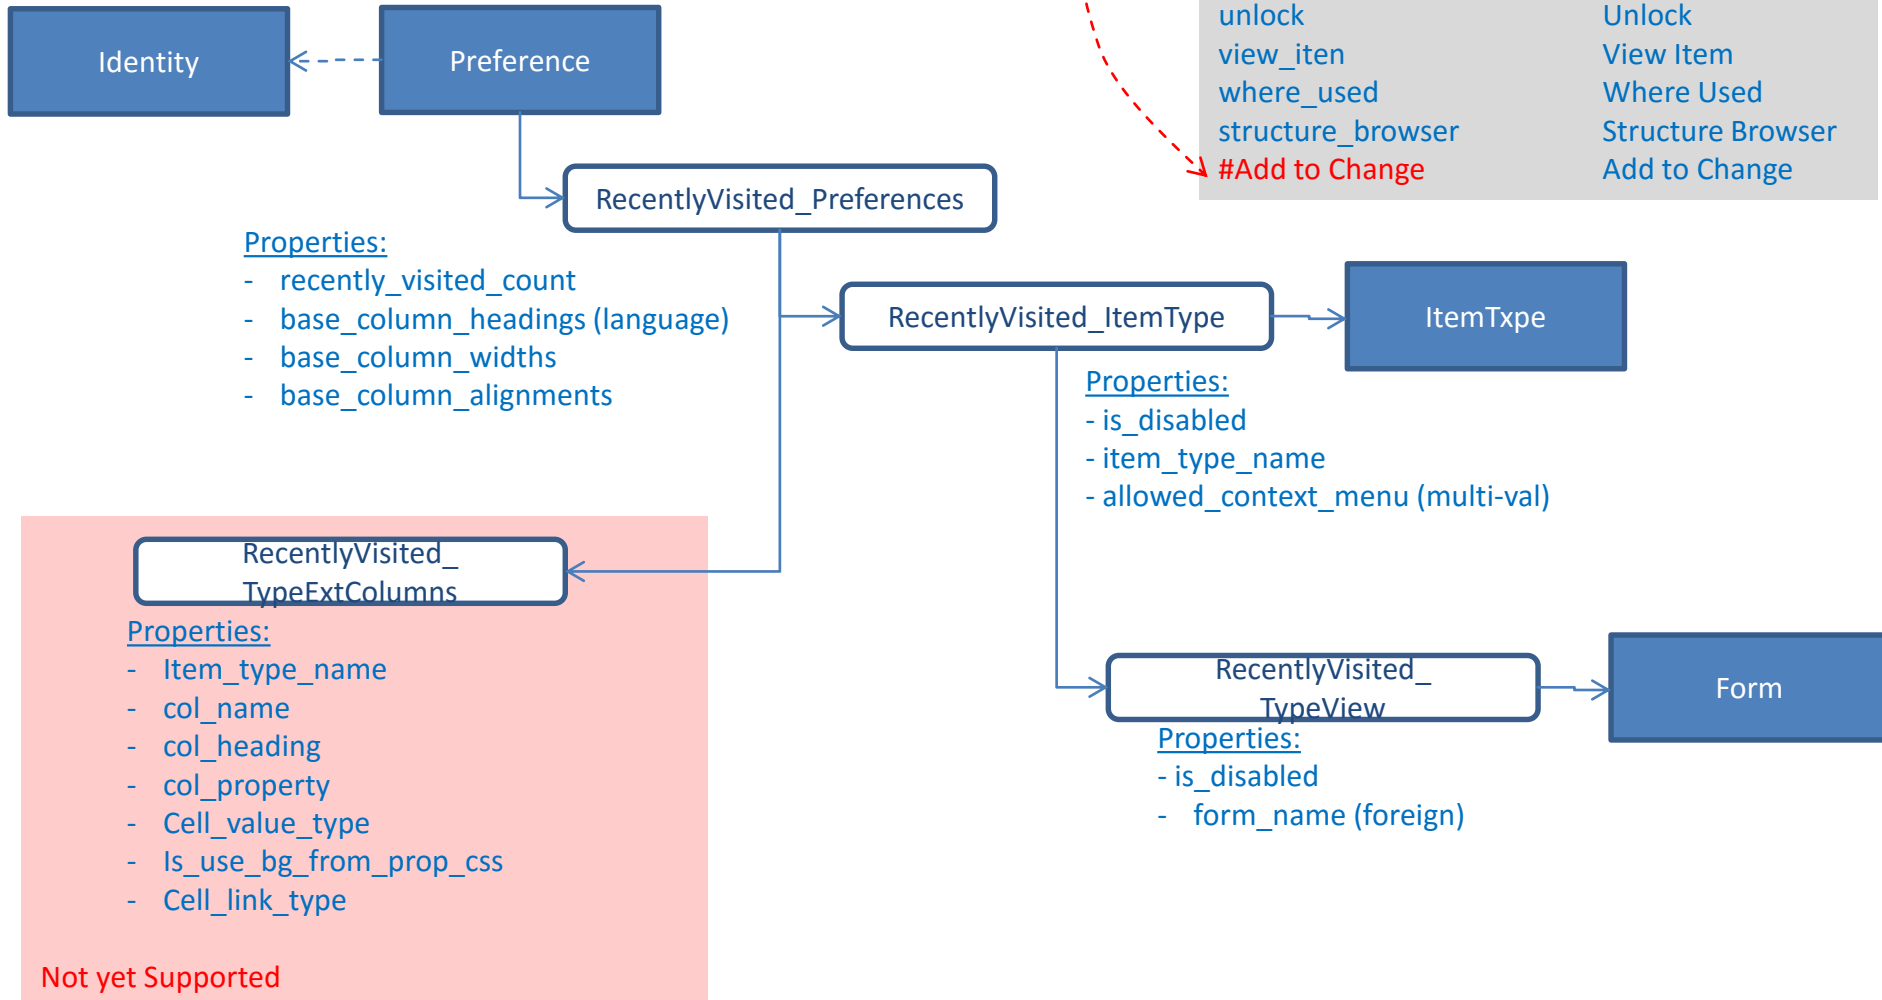 unlock Unlock
Identity
Preference
view_iten View Item
where_used Where Used
structure_browser Structure Browser
#Add to Change Add to Change
RecentlyVisited_Preferences
Properties:
- recently_visited_count
- base_column_headings (language)
- base_column_widths
- base_column_alignments
RecentlyVisited_ItemType
ItemTxpe
Properties:
- is_disabled
- item_type_name
- allowed_context_menu (multi-val)
RecentlyVisited_
TypeExtColumns
Properties:
- Item_type_name
- col_name
- col_heading
- col_property
- Cell_value_type
- Is_use_bg_from_prop_css
- Cell_link_type
Not yet Supported
RecentlyVisited_
TypeView
Form
Properties:
- is_disabled
- form_name (foreign)